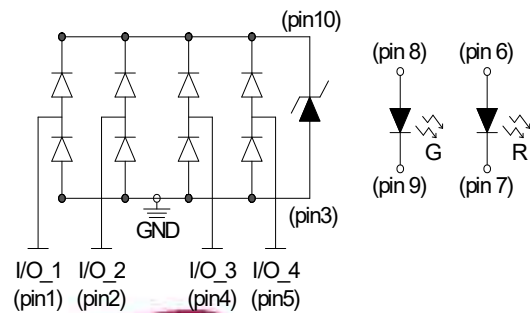 (pin10)
(pin 8)
(pin 6)
G
R
(pin 9)
(pin 7)
(pin3)
GND
I/O_1
I/O_2
I/O_3
I/O_4
(pin1)
(pin2)
(pin4)
(pin5)